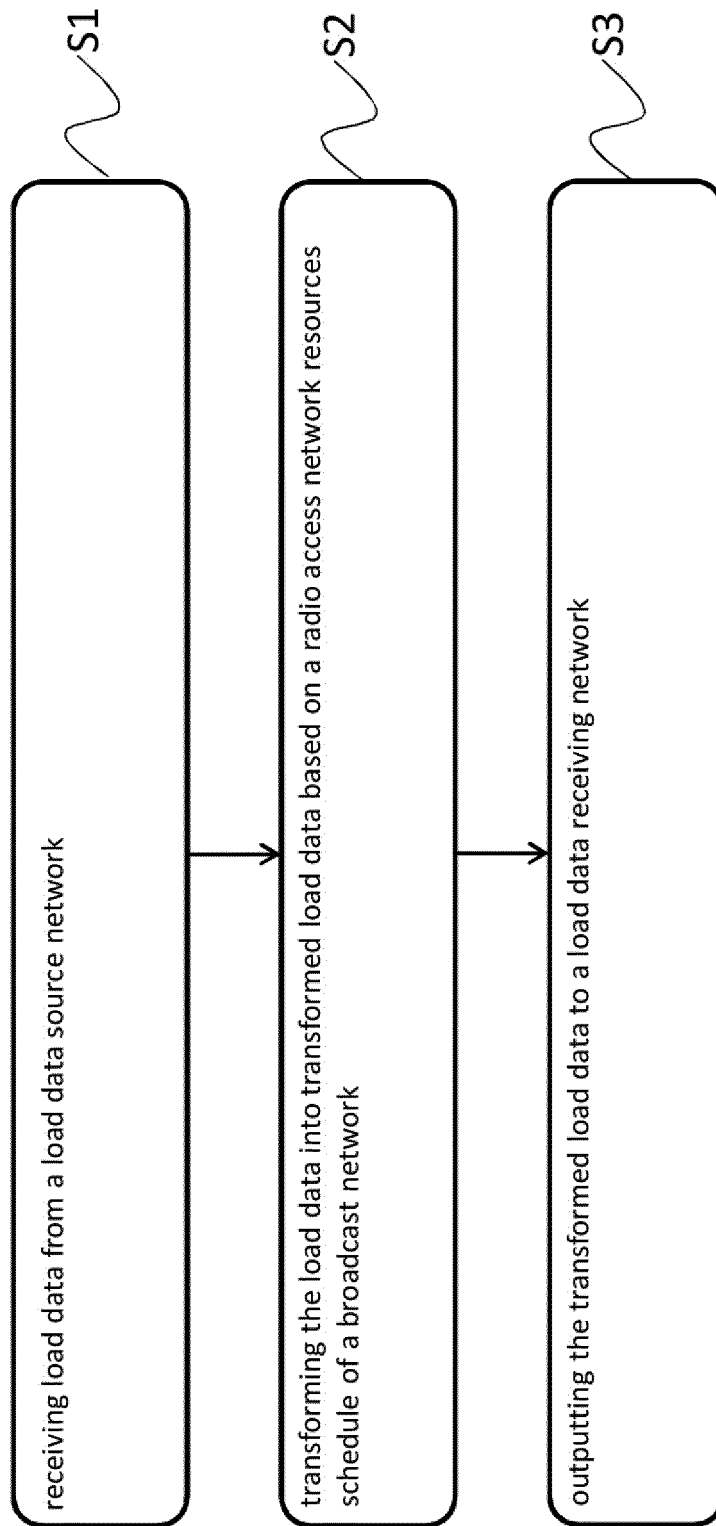 receiving load data from a load data source network
S1
transforming the load data into transformed load data based on a radio access network resources
schedule of a broadcast network
S2
outputting the transformed load data to a load data receiving network
S3